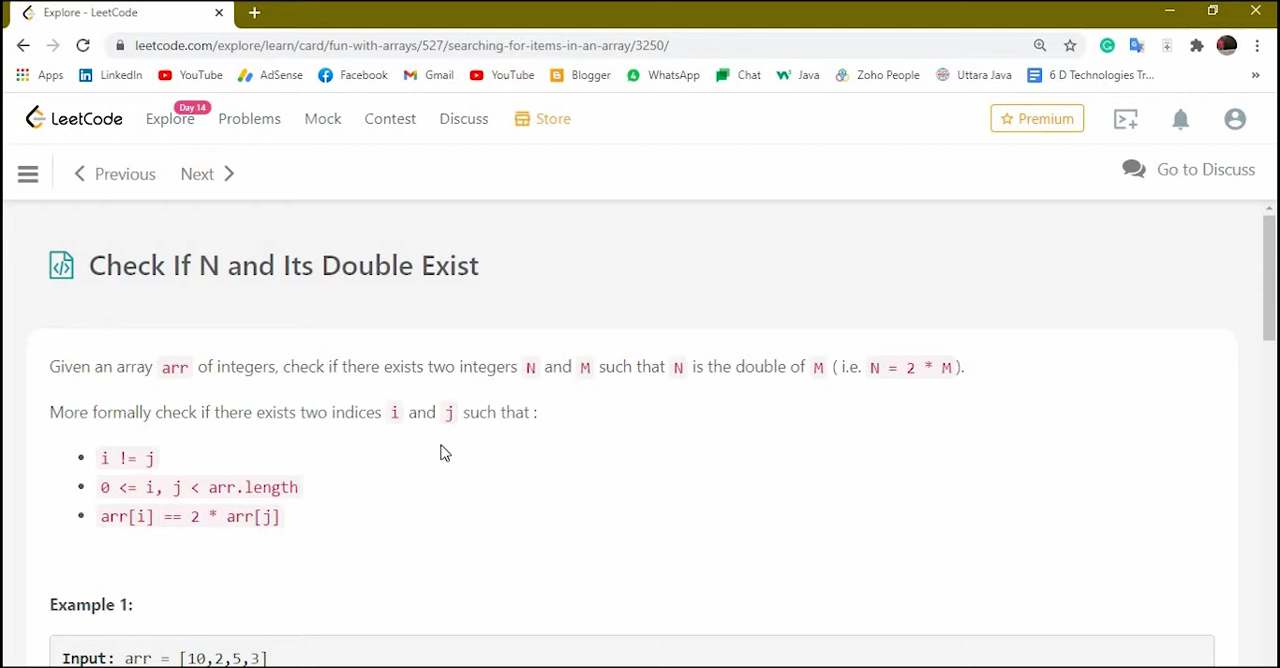 Explore - LeetCode
leetcode.com/explore/learn/card/fun-with-arrays/527/searching-for-items-in-an-array/3250/
Apps LinkedIn YouTube AdSense Facebook Gmail YouTube Blogger WhatsApp Chat Java Zoho People Uttara Java 6 D Technologies Tr... »
LeetCode Explore Day 14 Problems Mock Contest Discuss Store Premium
Previous Next Go to Discuss
Check If N and Its Double Exist
Given an array arr of integers, check if there exists two integers N and M such that N is the double of M ( i.e. N = 2 * M).
More formally check if there exists two indices i and j such that :
• i != j
• 0 <= i, j < arr.length
• arr[i] == 2 * arr[j]
Example 1:
Input: arr = [10,2,5,3]